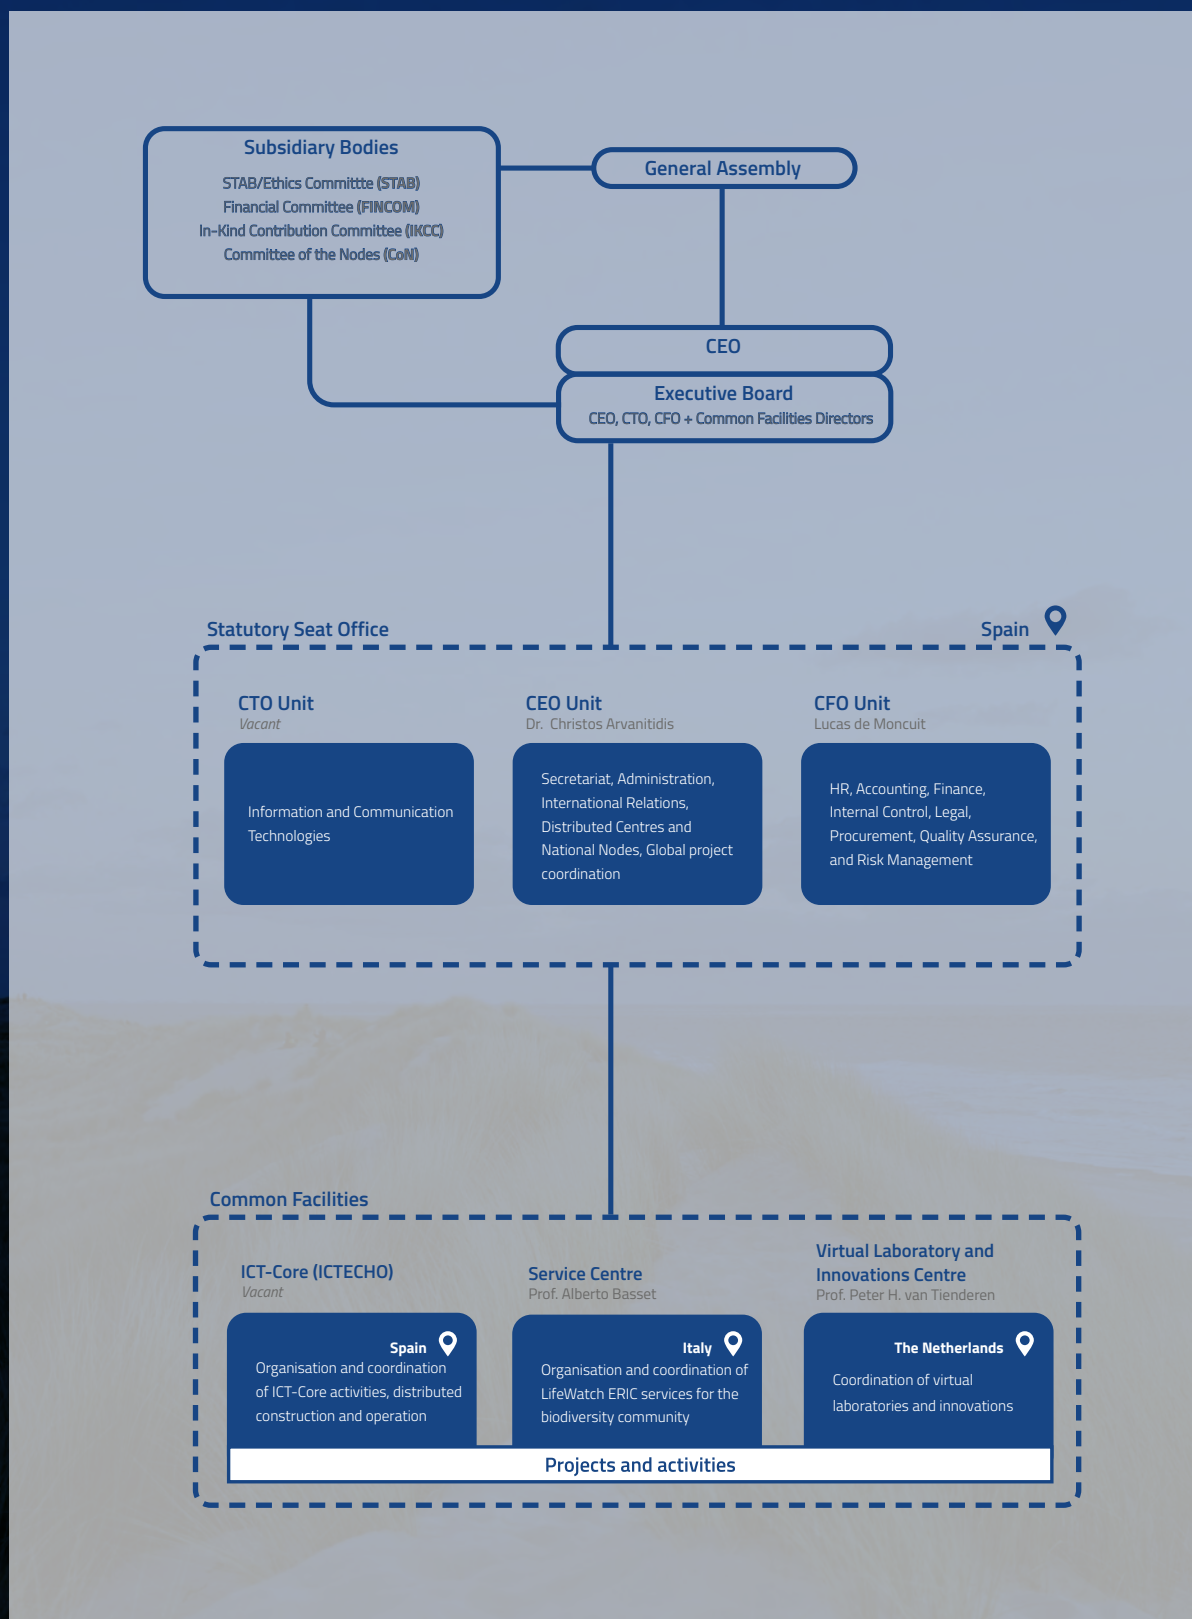 Subsidiary Bodies
STAB/Ethics Committte (STAB)
Financial Committee (FINCOM)
In-Kind Contribution Committee (IKCC)
Committee of the Nodes (CoN)
General Assembly
CEO
Executive Board
CEO, CTO, CFO + Common Facilities Directors
Statutory Seat Office
Spain
CTO Unit
Vacant
Information and Communication
Technologies
CEO Unit
Dr. Christos Arvanitidis
Secretariat, Administration,
International Relations,
Distributed Centres and
National Nodes, Global project
coordination
CFO Unit
Lucas de Moncuit
HR, Accounting, Finance,
Internal Control, Legal,
Procurement, Quality Assurance,
and Risk Management
Common Facilities
ICT-Core (ICTECHO)
Vacant
Spain
Organisation and coordination
of ICT-Core activities, distributed
construction and operation
Service Centre
Prof. Alberto Basset
Italy
Organisation and coordination of
LifeWatch ERIC services for the
biodiversity community
Virtual Laboratory and
Innovations Centre
Prof. Peter H. van Tienderen
The Netherlands
Coordination of virtual
laboratories and innovations
Projects and activities